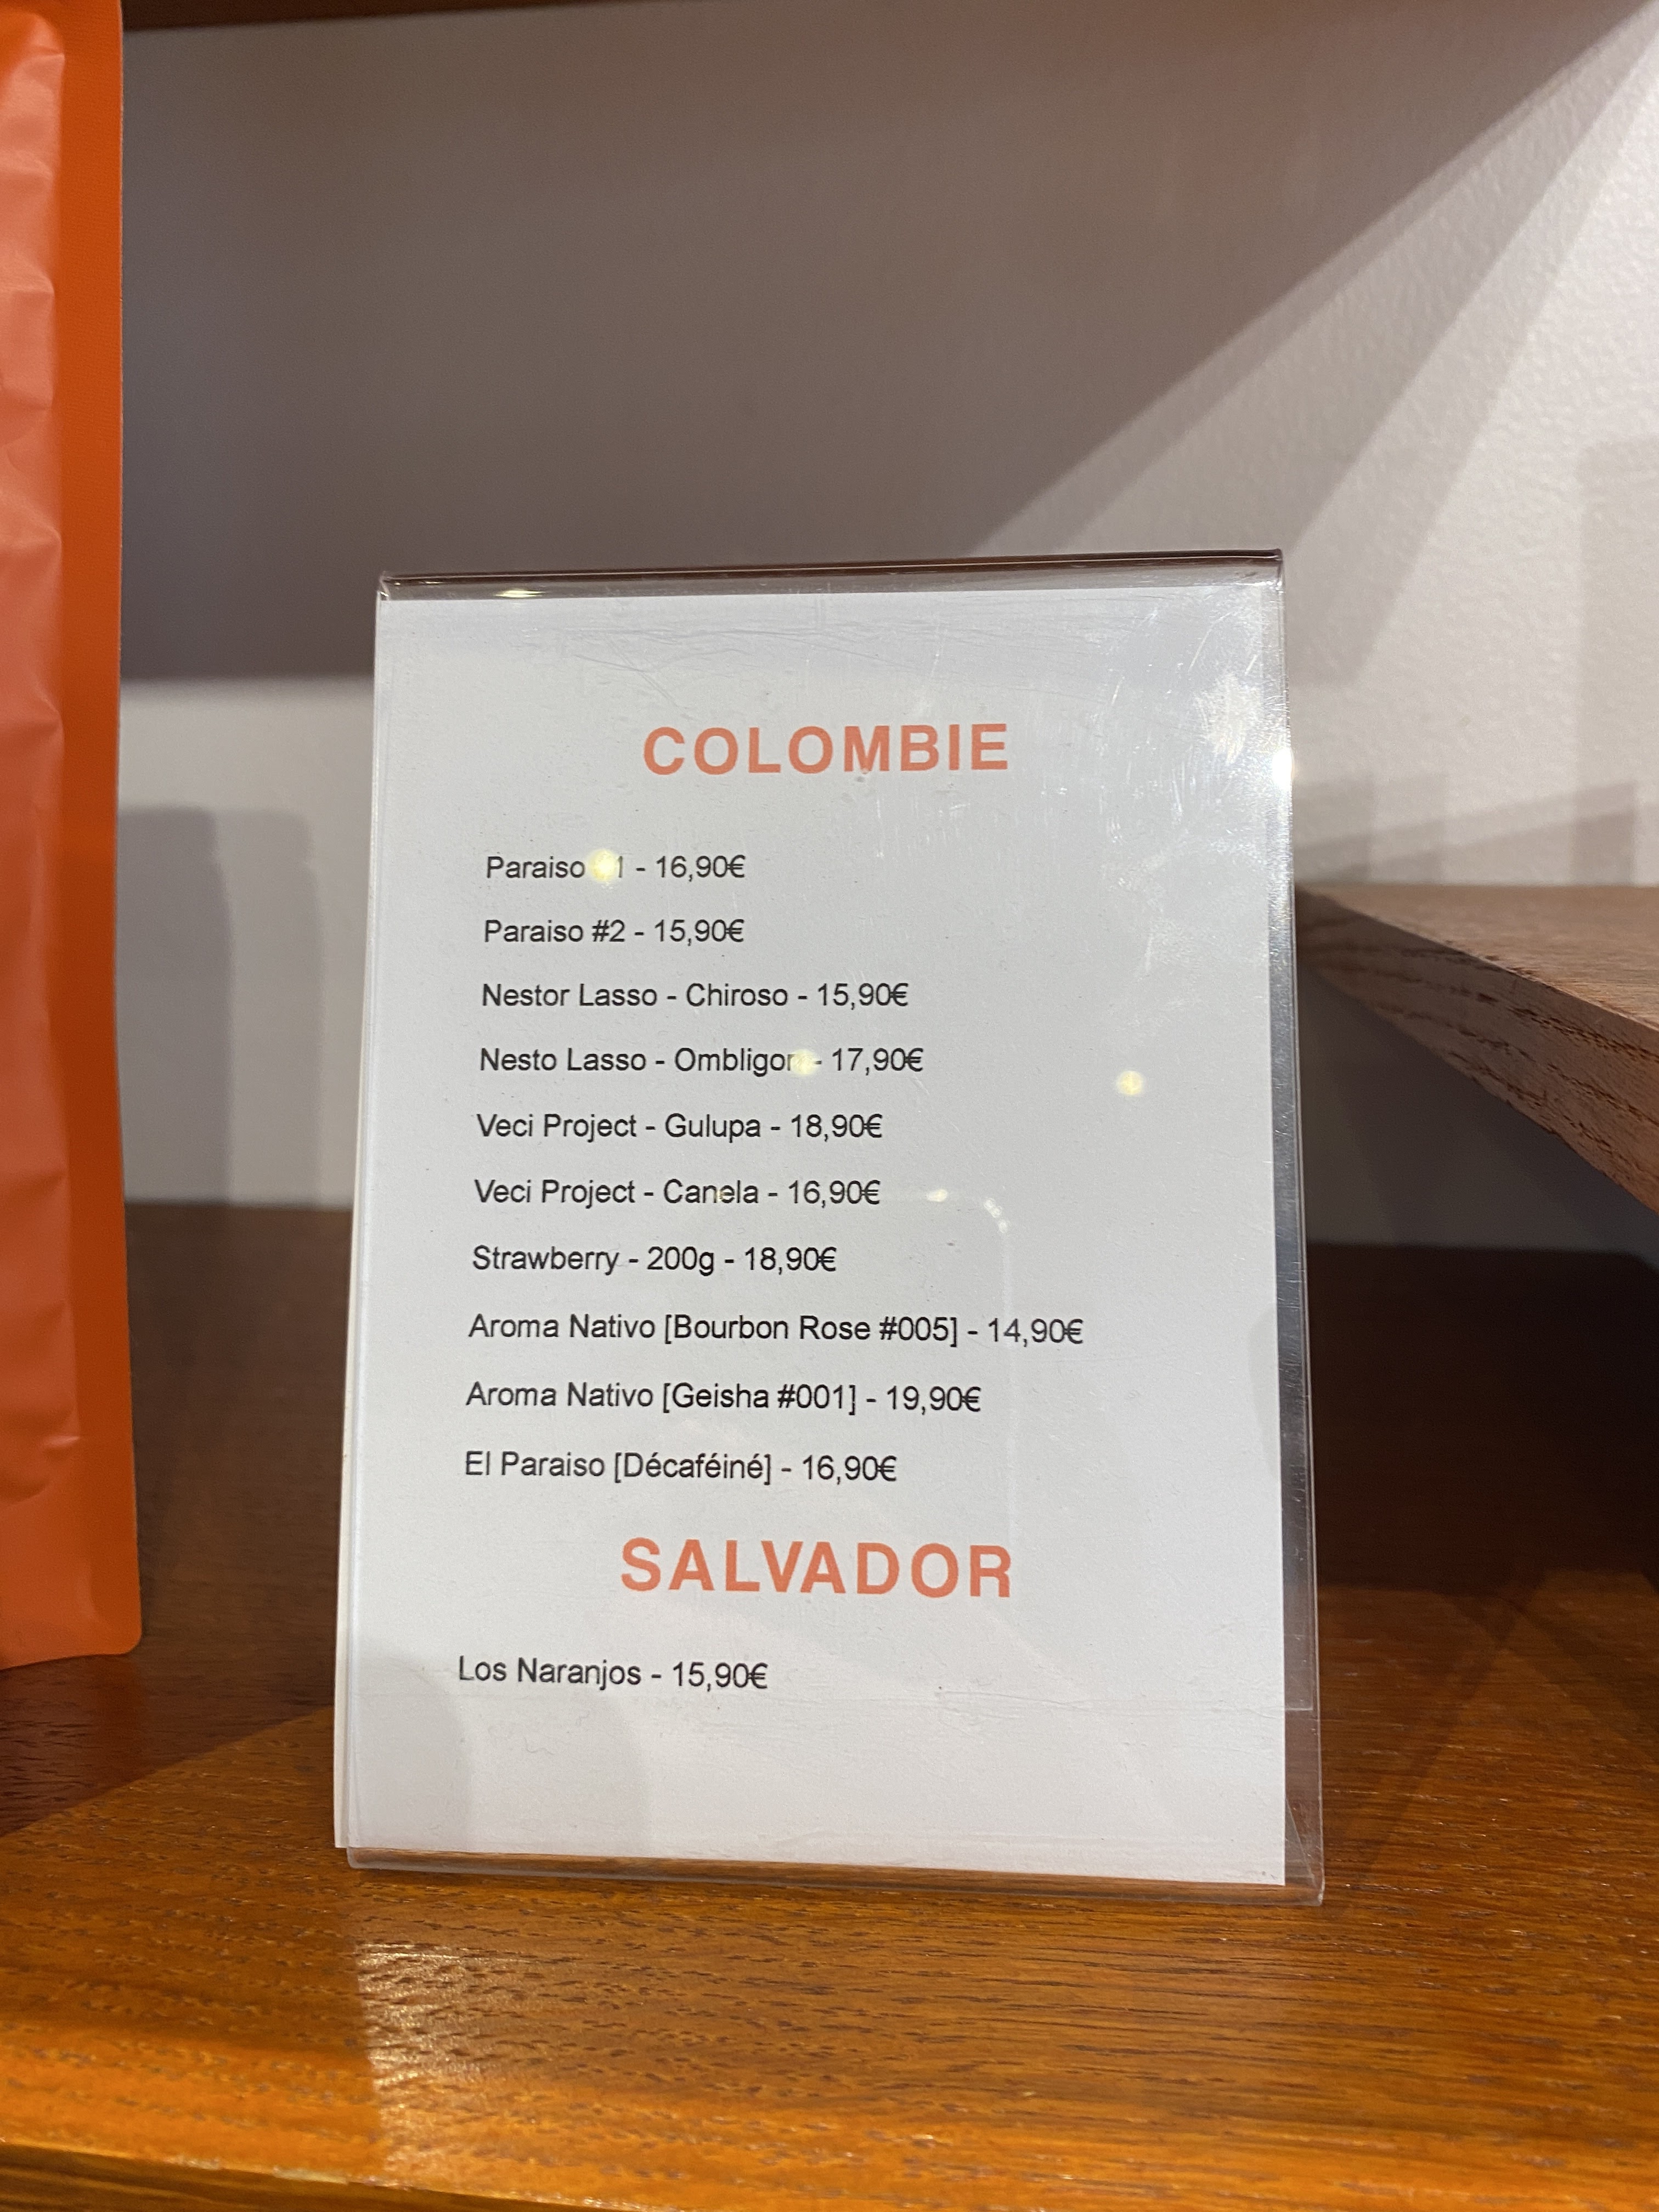 COLOMBIE
Paraiso #1 - 16,90€
Paraiso #2 - 15,90€
Nestor Lasso - Chiroso - 15,90€
Nesto Lasso - - 17,90€
Veci Project - Gulupa - 18,90€
Veci Project - Canela - 16,90€
Strawberry - 200g - 18,90€
Aroma Nativo [Bourbon Rose #005] - 14,90€
Aroma Nativo [Geisha #001] - 19,90€
El Paraiso [Décaféiné] - 16,90€
SALVADOR
Los Naranjos - 15,90€